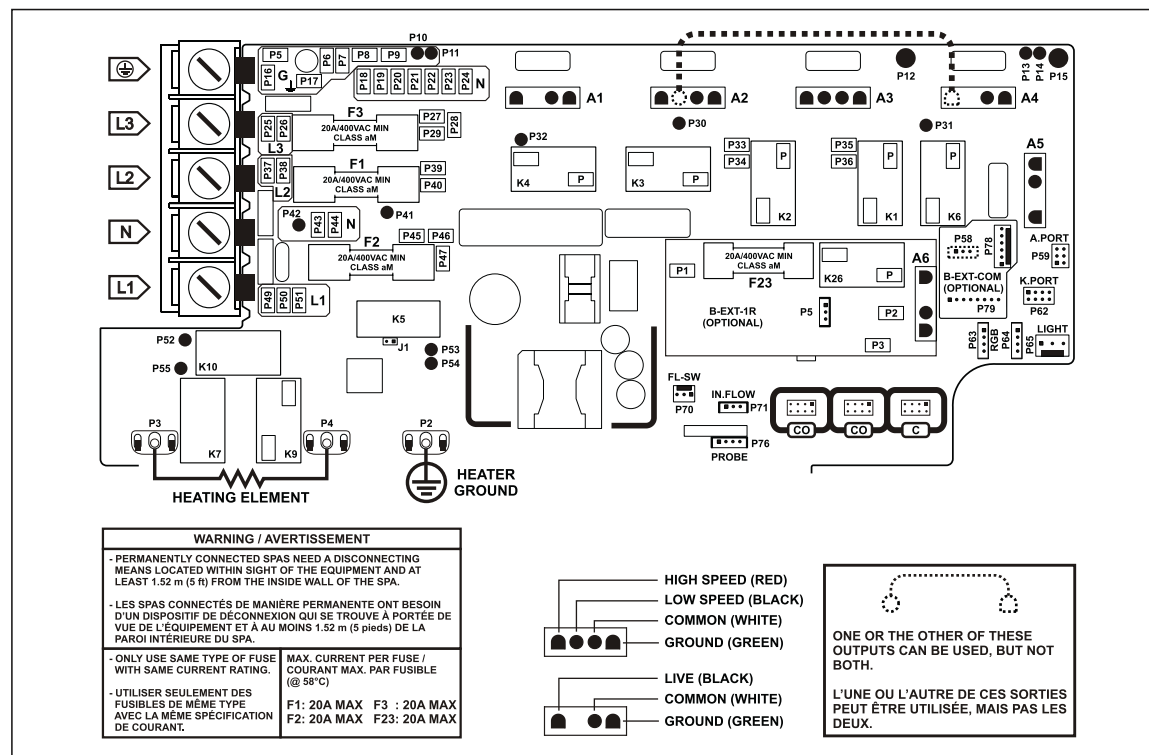 P10
P5 P6 P7 P8 P9 P11
P16 G P17 P18 P19 P20 P21 P22 P23 P24 N
A1 A2 A3 A4
P12 P13 P14 P15
L3
P25 P26 L3
F3
20A/400VAC MIN
CLASS aM
P27
P29
P28
P32
P30
P31
P33
P34
P35
P36
A5
K4 P
K3 P
P K2
P K1
P K6
L2
P37 P38
L2
F1
20A/400VAC MIN
CLASS aM
P39
P40
N
P42 P43 P44 N
P41
P45 P46
P47
F2
20A/400VAC MIN
CLASS aM
L1
P49 P50 P51 L1
P1
20A/400VAC MIN
CLASS aM
F23
K26 P
A6
B-EXT-1R
(OPTIONAL)
P5
P2
P3
P58 P78
B-EXT-COM
(OPTIONAL)
P79
A.PORT
P59
K.PORT
P62
P63 RGB P64 P65 LIGHT
K5
J1
P52
P53
P54
P55
K10
FL-SW
P70
IN.FLOW
P71
P76
PROBE
CO CO C
P3 K7 K9 P4 P2
HEATING ELEMENT
HEATER
GROUND
WARNING / AVERTISSEMENT
- PERMANENTLY CONNECTED SPAS NEED A DISCONNECTING
MEANS LOCATED WITHIN SIGHT OF THE EQUIPMENT AND AT
LEAST 1.52 m (5 ft) FROM THE INSIDE WALL OF THE SPA.
- LES SPAS CONNECTÉS DE MANIÈRE PERMANENTE ONT BESOIN
D'UN DISPOSITIF DE DÉCONNEXION QUI SE TROUVE À PORTÉE DE
VUE DE L'ÉQUIPEMENT ET À AU MOINS 1.52 m (5 pieds) DE LA
PAROI INTÉRIEURE DU SPA.
- ONLY USE SAME TYPE OF FUSE
WITH SAME CURRENT RATING.
- UTILISER SEULEMENT DES
FUSIBLES DE MÊME TYPE
AVEC LA MÊME SPÉCIFICATION
DE COURANT.
MAX. CURRENT PER FUSE /
COURANT MAX. PAR FUSIBLE
(@ 58°C)
F1: 20A MAX F3 : 20A MAX
F2: 20A MAX F23: 20A MAX
HIGH SPEED (RED)
LOW SPEED (BLACK)
COMMON (WHITE)
GROUND (GREEN)
LIVE (BLACK)
COMMON (WHITE)
GROUND (GREEN)
ONE OR THE OTHER OF THESE
OUTPUTS CAN BE USED, BUT NOT
BOTH.
L'UNE OU L'AUTRE DE CES SORTIES
PEUT ÊTRE UTILISÉE, MAIS PAS LES
DEUX.